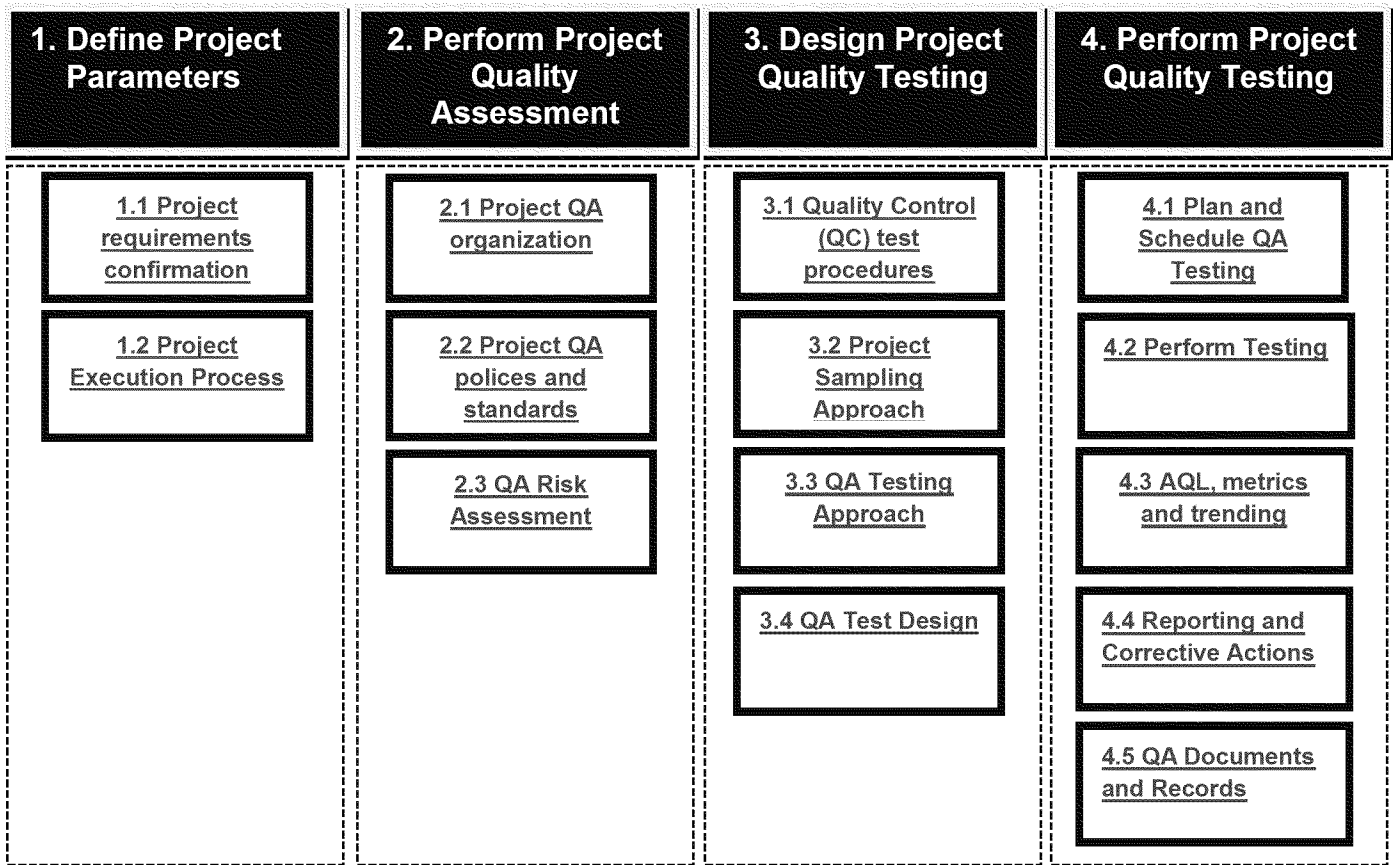 1. Define Project
Parameters
1.1 Project
requirements
confirmation
1.2 Project
Execution Process
2. Perform Project
Quality
Assessment
2.1 Project QA
organization
2.2 Project QA
polices and
standards
2.3 QA Risk
Assessment
3. Design Project
Quality Testing
3.1 Quality Control
(QC) test
procedures
3.2 Project
Sampling
Approach
3.3 QA Testing
Approach
3.4 QA Test Design
4. Perform Project
Quality Testing
4.1 Plan and
Schedule QA
Testing
4.2 Perform Testing
4.3 AQL, metrics
and trending
4.4 Reporting and
Corrective Actions
4.5 QA Documents
and Records